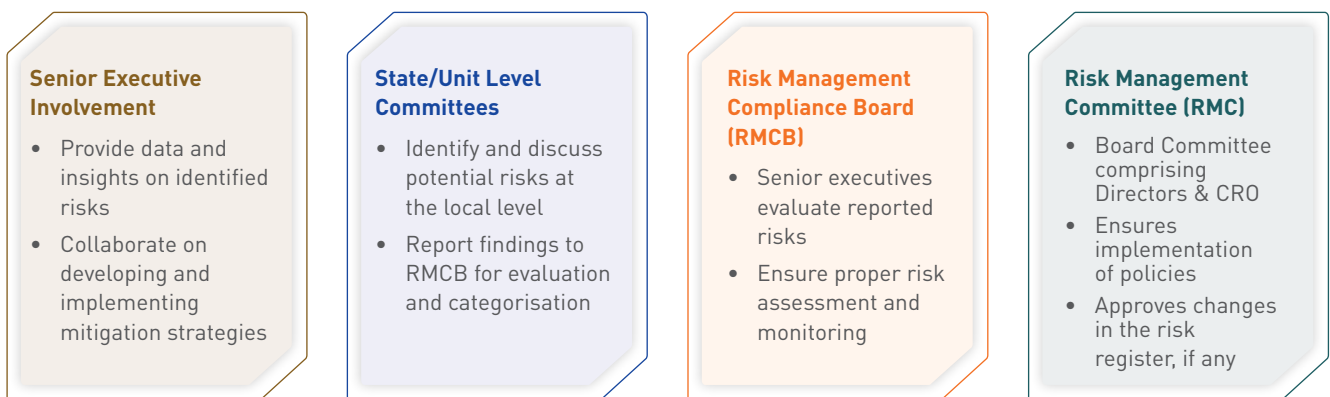 Senior Executive
Involvement
• Provide data and
insights on identified
risks
• Collaborate on
developing and
implementing
mitigation strategies
State/Unit Level
Committees
• Identify and discuss
potential risks at
the local level
• Report findings to
RMCB for evaluation
and categorisation
Risk Management
Compliance Board
(RMCB)
• Senior executives
evaluate reported
risks
• Ensure proper risk
assessment and
monitoring
Risk Management
Committee (RMC)
• Board Committee
comprising
Directors & CRO
• Ensures
implementation
of policies
• Approves changes
in the risk
register, if any